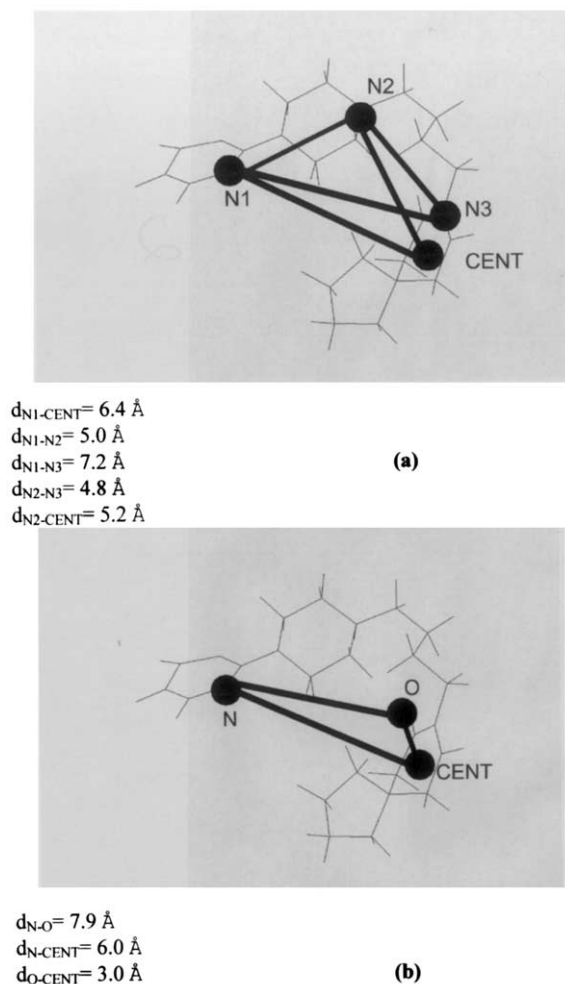 N2
N1
N3
CENT
dN1-CENT= 6.4 Å
dN1-N2= 5.0 Å
dN1-N3= 7.2 Å
(a)
dN2-N3= 4.8 Å
dN2-CENT= 5.2 Å
O
N
CENT
dN-O= 7.9 Å
dN-CENT= 6.0 Å
dO-CENT= 3.0 Å
(b)